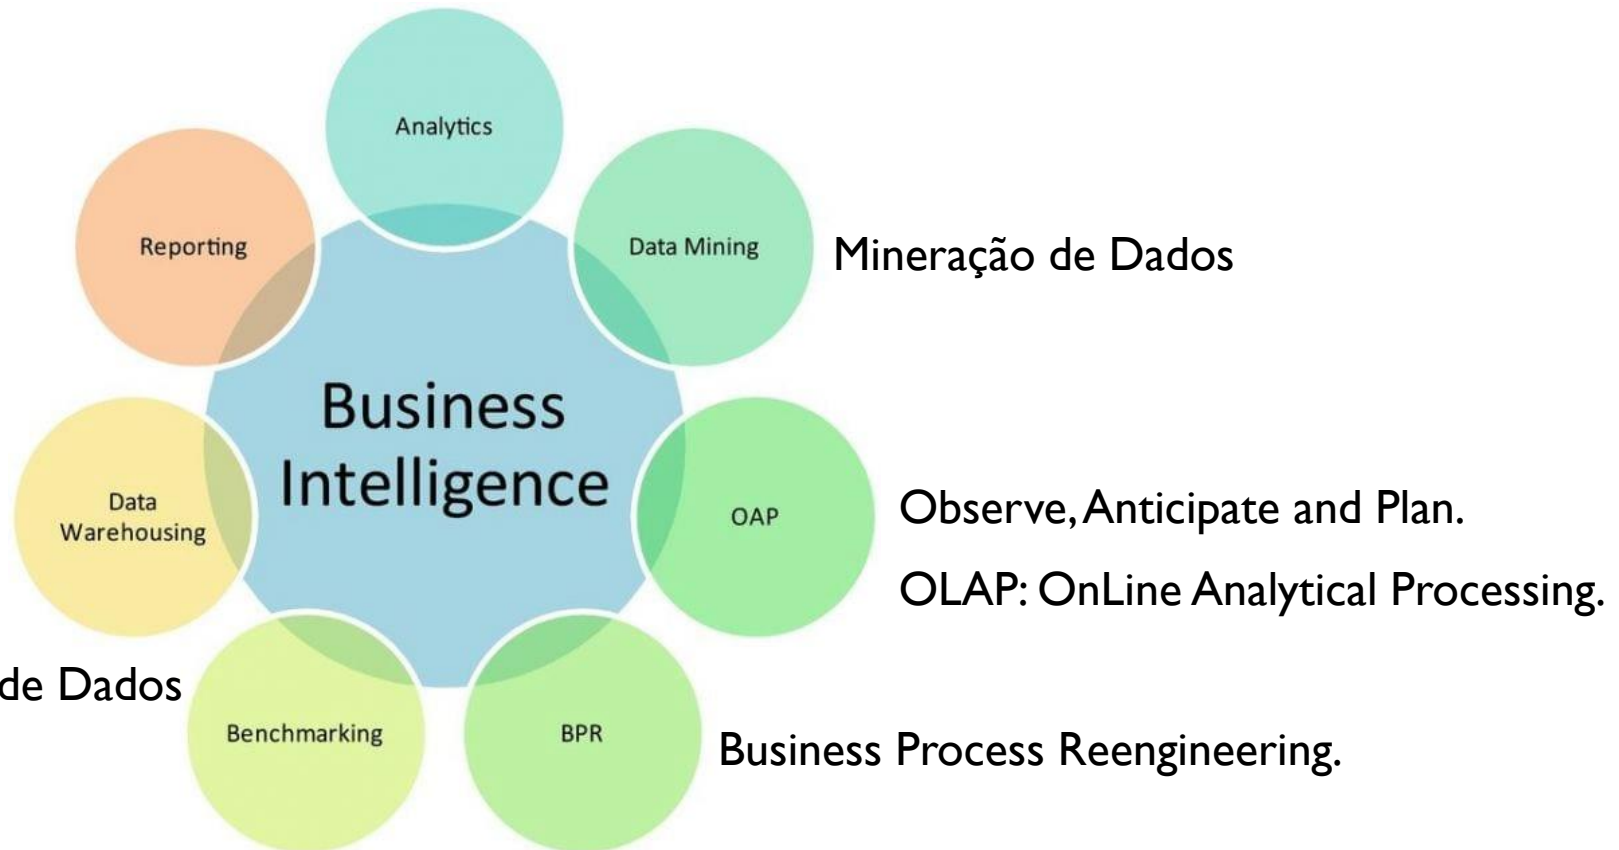 Analytics
Reporting
Data Mining
Mineração de Dados
Business
Intelligence
Data
Warehousing
OAP
Observe, Anticipate and Plan.
OLAP: OnLine Analytical Processing.
de Dados
Benchmarking
BPR
Business Process Reengineering.